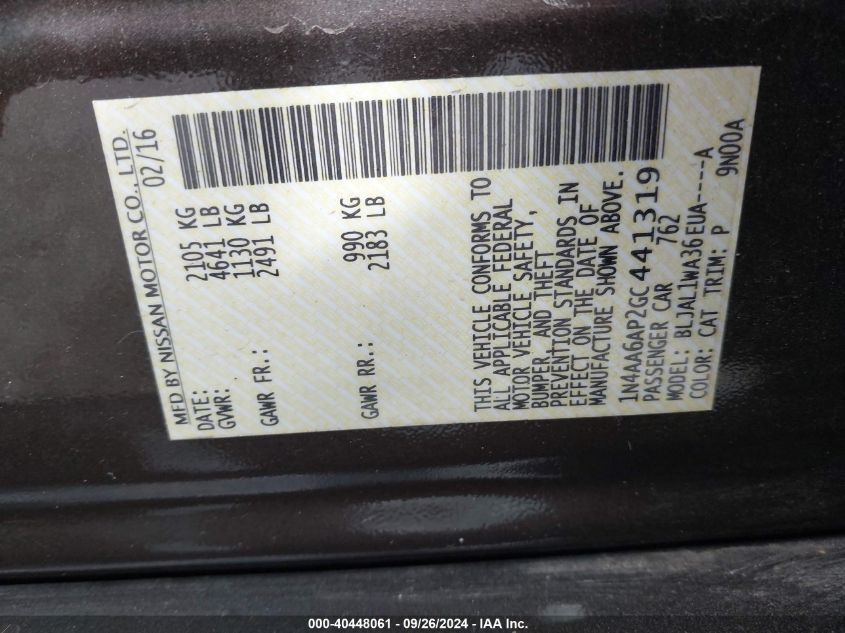 MFD BY NISSAN MOTOR CO., LTD.
DATE: 02/16
GVWR: 2105 KG
4641 LB
GAWR FR.: 1130 KG
2491 LB
GAWR RR.: 990 KG
2183 LB
THIS VEHICLE CONFORMS TO
ALL APPLICABLE FEDERAL
MOTOR VEHICLE SAFETY,
BUMPER, AND THEFT
PREVENTION STANDARDS IN
EFFECT ON THE DATE OF
MANUFACTURE SHOWN ABOVE.
1N4AA6AP2GC441319
PASSENGER CAR 762
MODEL: BLJAL1WA36EUA-----A
COLOR: CAT TRIM: P 9N00A
000-40448061 - 09/26/2024 - IAA Inc.